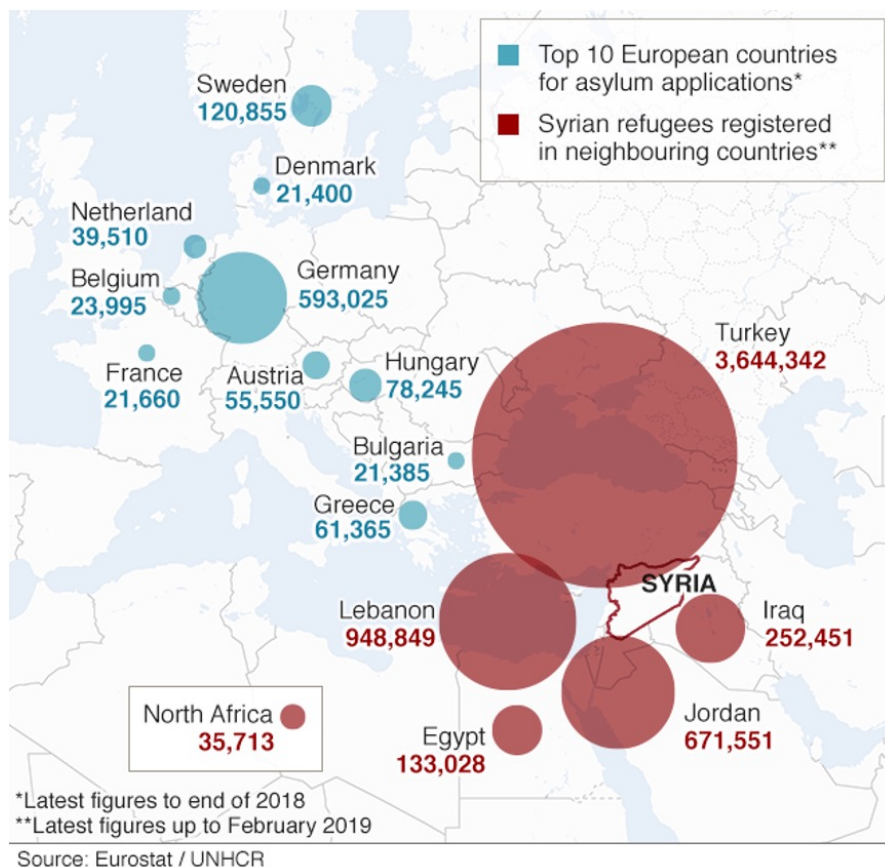 Top 10 European countries
for asylum applications*
Syrian refugees registered
in neighbouring countries**
Sweden
120,855
Denmark
21,400
Netherland
39,510
Belgium
23,995
Germany
593,025
France
21,660
Austria
55,550
Hungary
78,245
Bulgaria
21,385
Greece
61,365
Turkey
3,644,342
SYRIA
Lebanon
948,849
Iraq
252,451
North Africa
35,713
Egypt
133,028
Jordan
671,551
*Latest figures to end of 2018
**Latest figures up to February 2019
Source: Eurostat / UNHCR